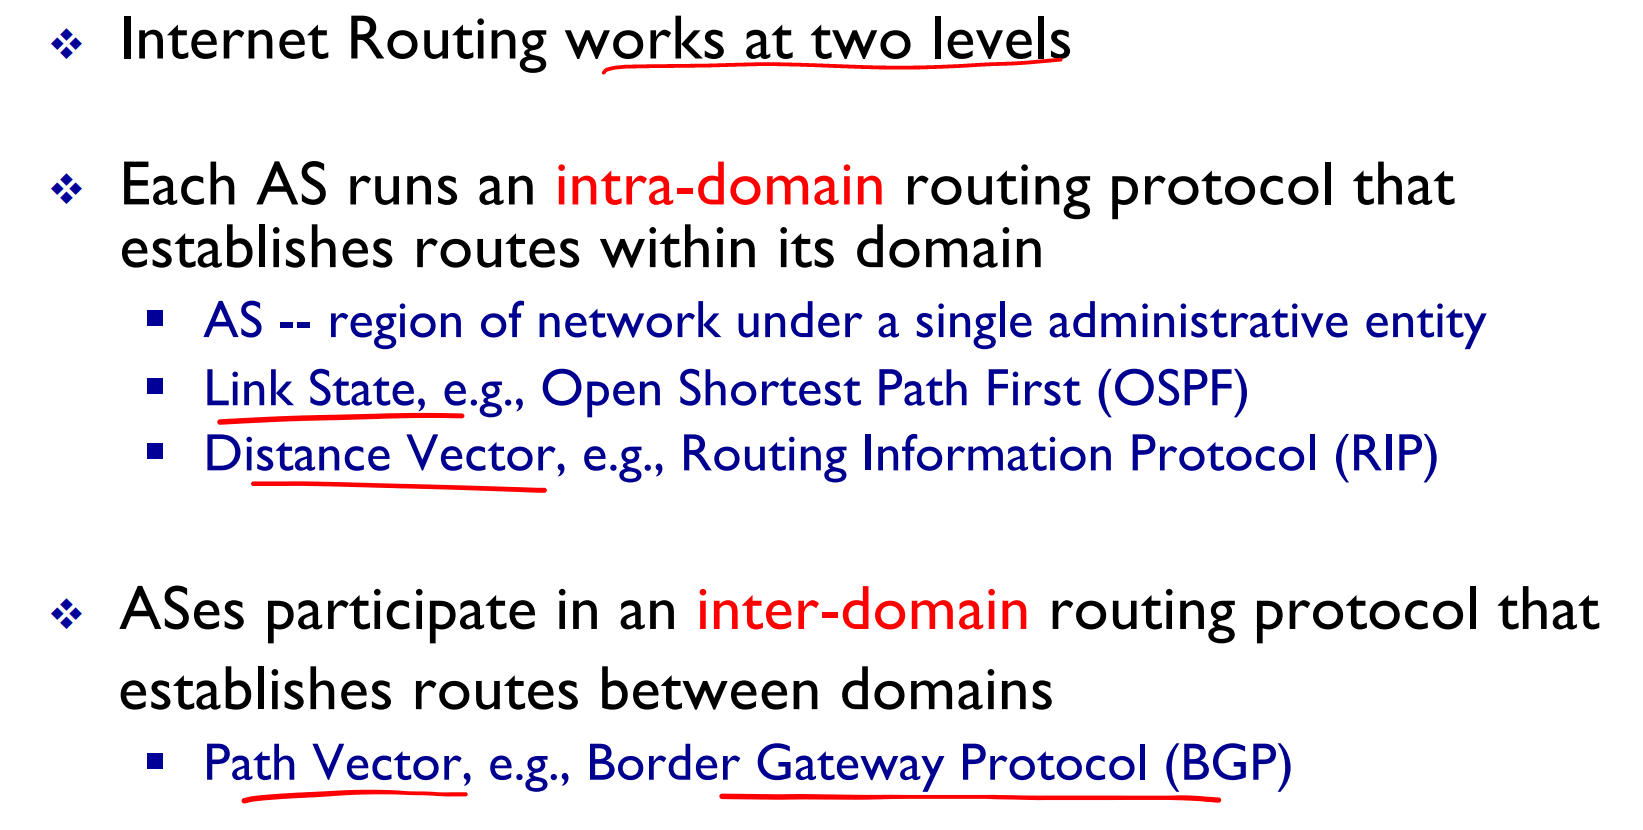 Internet Routing works at two levels
Each AS runs an intra-domain routing protocol that
establishes routes within its domain
AS -- region of network under a single administrative entity
Link State, e.g., Open Shortest Path First (OSPF)
Distance Vector, e.g., Routing Information Protocol (RIP)
ASes participate in an inter-domain routing protocol that
establishes routes between domains
Path Vector, e.g., Border Gateway Protocol (BGP)